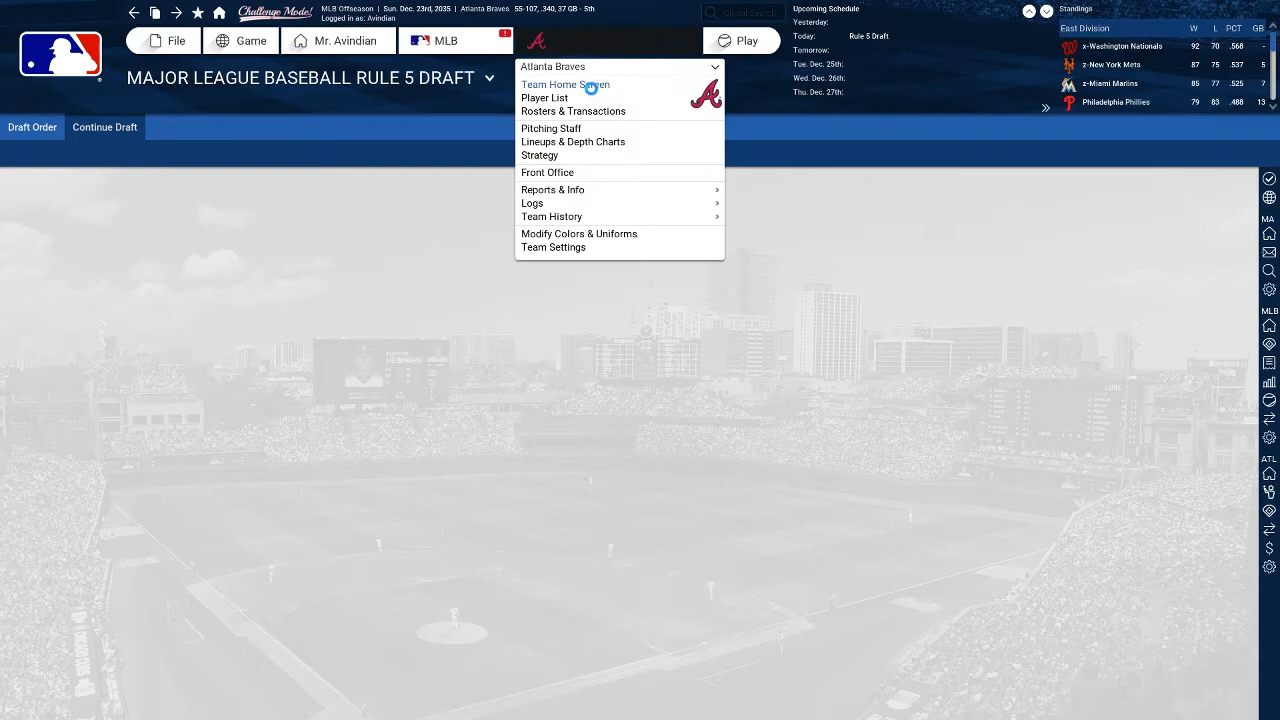 Challenge Mode!
MLB Offseason | Sun. Dec. 23rd, 2035 | Atlanta Braves 55-107, .340, 37 GB - 5th
Logged in as: Avindian
Global Search
Upcoming Schedule
Yesterday:
Today: Rule 5 Draft
Tomorrow:
Tue. Dec. 25th:
Wed. Dec. 26th:
Thu. Dec. 27th:
Standings
East Division W L PCT GB
x-Washington Nationals 92 70 .568 -
z-New York Mets 87 75 .537 5
z-Miami Marlins 85 77 .525 7
Philadelphia Phillies 79 83 .488 13
File
Game
Mr. Avindian
MLB
Play
MAJOR LEAGUE BASEBALL RULE 5 DRAFT
Atlanta Braves
Team Home Screen
Player List
Rosters & Transactions
Pitching Staff
Lineups & Depth Charts
Strategy
Front Office
Reports & Info
Logs
Team History
Modify Colors & Uniforms
Team Settings
Draft Order
Continue Draft
MA
MLB
ATL
CUBS